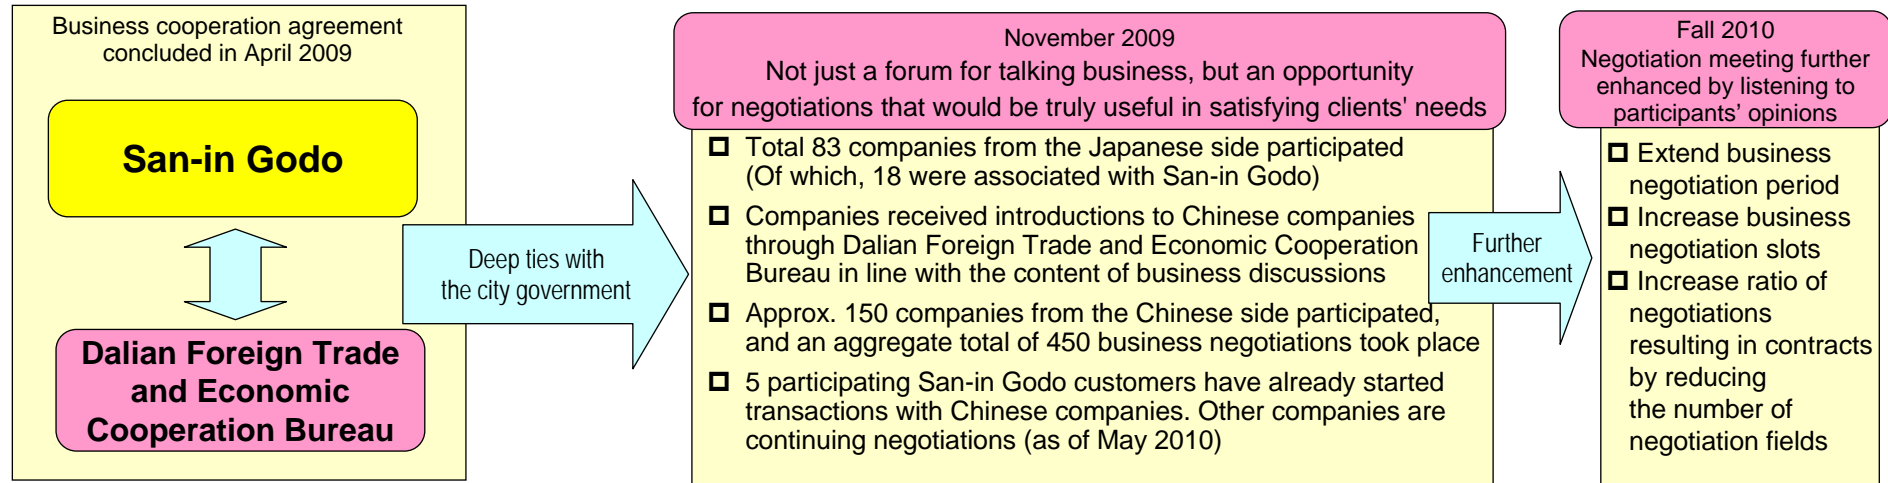 Business cooperation agreement
concluded in April 2009
San-in Godo
Dalian Foreign Trade
and Economic
Cooperation Bureau
Deep ties with
the city government
November 2009
Not just a forum for talking business, but an opportunity
for negotiations that would be truly useful in satisfying clients' needs
Total 83 companies from the Japanese side participated
(Of which, 18 were associated with San-in Godo)
Companies received introductions to Chinese companies
through Dalian Foreign Trade and Economic Cooperation
Bureau in line with the content of business discussions
Approx. 150 companies from the Chinese side participated,
and an aggregate total of 450 business negotiations took place
5 participating San-in Godo customers have already started
transactions with Chinese companies. Other companies are
continuing negotiations (as of May 2010)
Further
enhancement
Fall 2010
Negotiation meeting further
enhanced by listening to
participants’ opinions
Extend business
negotiation period
Increase business
negotiation slots
Increase ratio of
negotiations
resulting in contracts
by reducing
the number of
negotiation fields